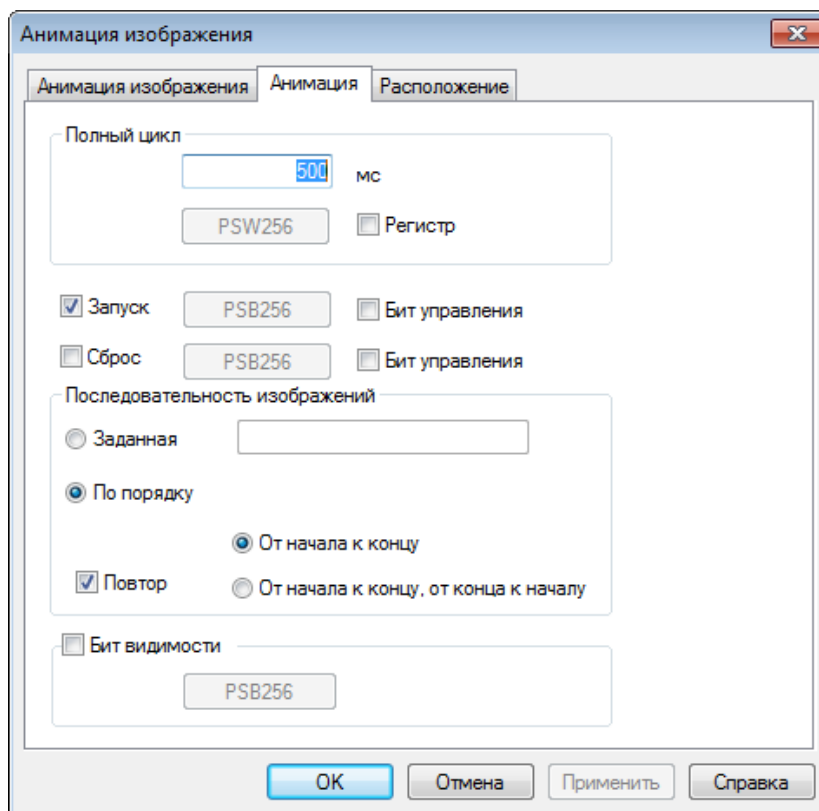 Анимация изображения
Анимация изображения Анимация Расположение
Полный цикл
500 мс
PSW256 Регистр
Запуск PSB256 Бит управления
Сброс PSB256 Бит управления
Последовательность изображений
Заданная
По порядку
От начала к концу
Повтор От начала к концу, от конца к началу
Бит видимости
PSB256
OK Отмена Применить Справка